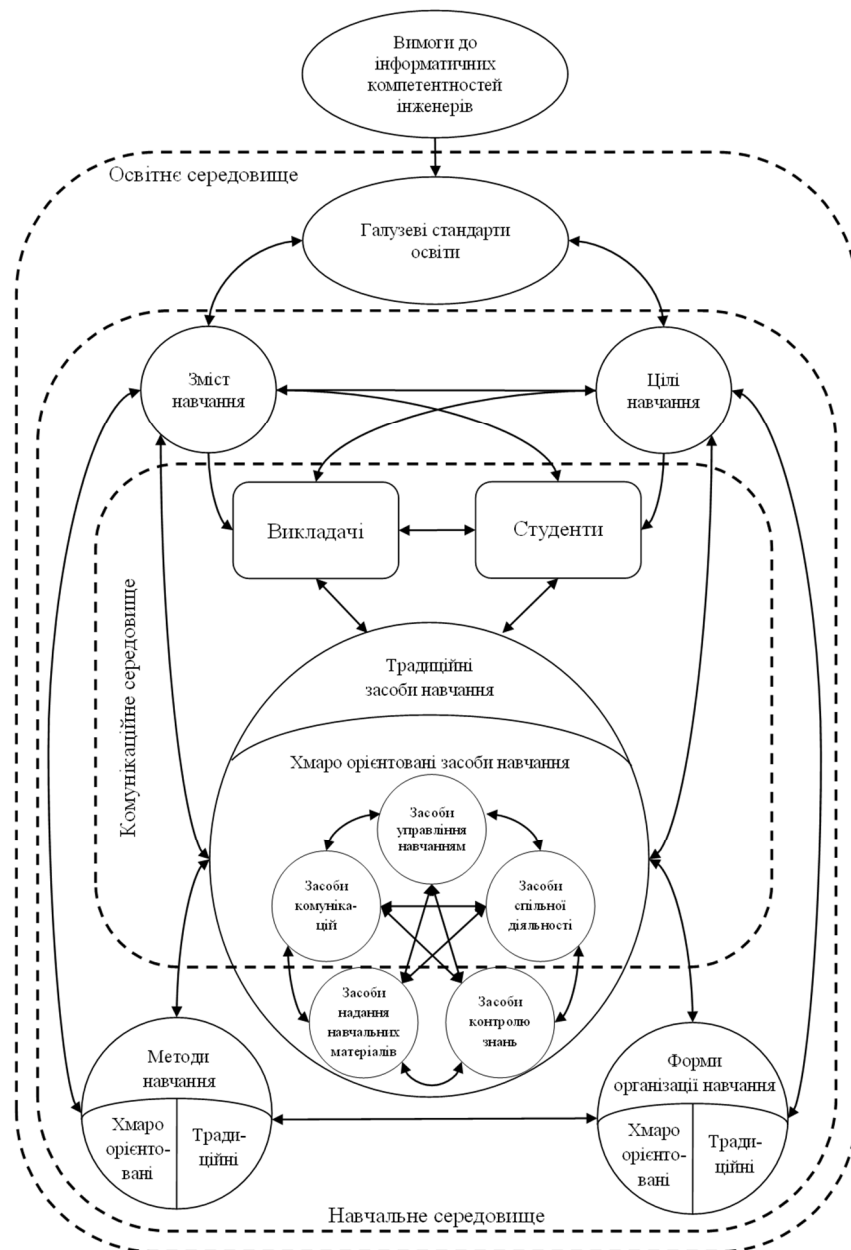 Вимоги до
інформатичних
компетентностей
інженерів
Освітнє середовище
Галузеві стандарти
освіти
Зміст
навчання
Цілі
навчання
Викладачі
Студенти
Комунікаційне середовище
Традиційні
засоби навчання
Хмаро орієнтовані засоби навчання
Засоби
управління
навчанням
Засоби
комуніка-
цій
Засоби
спільної
діяльності
Засоби
надання
навчальних
матеріалів
Засоби
контролю
знань
Методи
навчання
Хмаро
орієнто-
вані
Тради-
ційні
Форми
організації навчання
Хмаро
орієнто-
вані
Тради-
ційні
Навчальне середовище